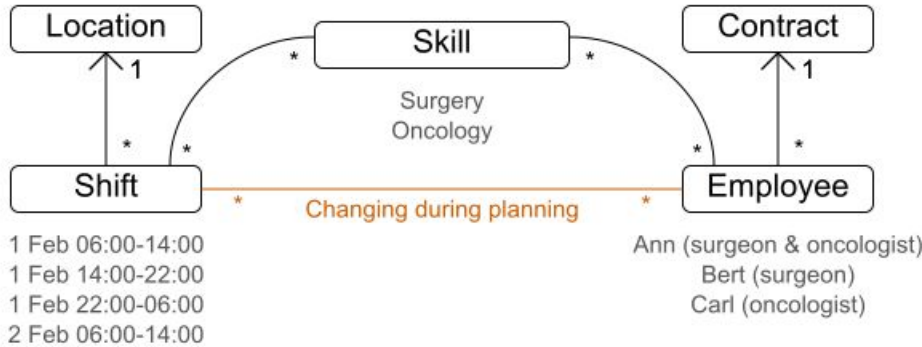 Location
Skill
Contract
1
*
*
1
Surgery
Oncology
*
*
*
*
Shift
Employee
*
Changing during planning
*
1 Feb 06:00-14:00
1 Feb 14:00-22:00
1 Feb 22:00-06:00
2 Feb 06:00-14:00
Ann (surgeon & oncologist)
Bert (surgeon)
Carl (oncologist)